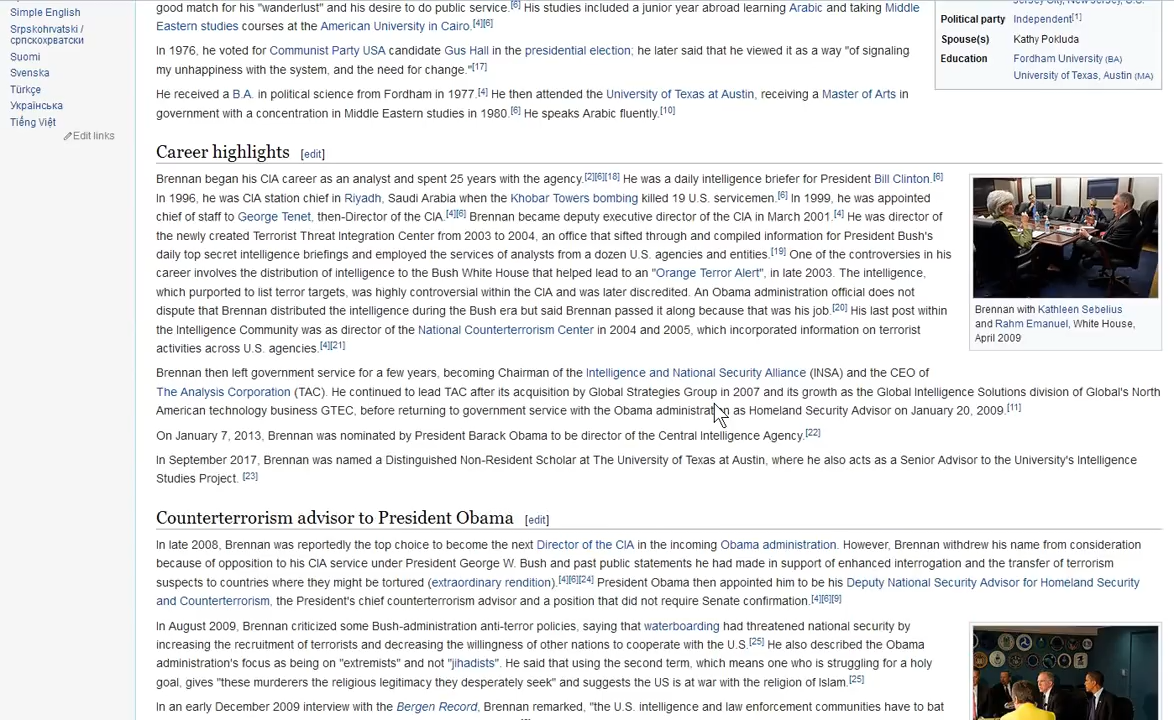 Simple English
Srpskohrvatski /
српскохрватски
Suomi
Svenska
Türkçe
Українська
Tiếng Việt
Edit links
good match for his "wanderlust" and his desire to do public service.[6] His studies included a junior year abroad learning Arabic and taking Middle
Eastern studies courses at the American University in Cairo.[4][6]
In 1976, he voted for Communist Party USA candidate Gus Hall in the presidential election; he later said that he viewed it as a way "of signaling
my unhappiness with the system, and the need for change."[17]
He received a B.A. in political science from Fordham University in 1977.[4] He then attended the University of Texas at Austin, receiving a Master of Arts in
government with a concentration in Middle Eastern studies in 1980.[6] He speaks Arabic fluently.[10]
Political party Independent[1]
Spouse(s) Kathy Pokluda
Education Fordham University (BA)
University of Texas, Austin (MA)
Career highlights [edit]
Brennan began his CIA career as an analyst and spent 25 years with the agency.[2][6][18] He was a daily intelligence briefer for President Bill Clinton.[6]
In 1996, he was CIA station chief in Riyadh, Saudi Arabia when the Khobar Towers bombing killed 19 U.S. servicemen.[6] In 1999, he was appointed
chief of staff to George Tenet, then-Director of the CIA.[4][6] Brennan became deputy executive director of the CIA in March 2001.[4] He was director of
the newly created Terrorist Threat Integration Center from 2003 to 2004, an office that sifted through and compiled information for President Bush's
daily top secret intelligence briefings and employed the services of analysts from a dozen U.S. agencies and entities.[19] One of the controversies in his
career involves the distribution of intelligence to the Bush White House that helped lead to an "Orange Terror Alert", in late 2003. The intelligence,
which purported to list terror targets, was highly controversial within the CIA and was later discredited. An Obama administration official does not
dispute that Brennan distributed the intelligence during the Bush era but said Brennan passed it along because that was his job.[20] His last post within
the Intelligence Community was as director of the National Counterterrorism Center in 2004 and 2005, which incorporated information on terrorist
activities across U.S. agencies.[4][21]
Brennan with Kathleen Sebelius
and Rahm Emanuel, White House,
April 2009
Brennan then left government service for a few years, becoming Chairman of the Intelligence and National Security Alliance (INSA) and the CEO of
The Analysis Corporation (TAC). He continued to lead TAC after its acquisition by Global Strategies Group in 2007 and its growth as the Global Intelligence Solutions division of Global's North
American technology business GTEC, before returning to government service with the Obama administration as Homeland Security Advisor on January 20, 2009.[11]
On January 7, 2013, Brennan was nominated by President Barack Obama to be director of the Central Intelligence Agency.[22]
In September 2017, Brennan was named a Distinguished Non-Resident Scholar at The University of Texas at Austin, where he also acts as a Senior Advisor to the University's Intelligence
Studies Project. [23]
Counterterrorism advisor to President Obama [edit]
In late 2008, Brennan was reportedly the top choice to become the next Director of the CIA in the incoming Obama administration. However, Brennan withdrew his name from consideration
because of opposition to his CIA service under President George W. Bush and past public statements he had made in support of enhanced interrogation and the transfer of terrorism
suspects to countries where they might be tortured (extraordinary rendition).[4][6][24] President Obama then appointed him to be his Deputy National Security Advisor for Homeland Security
and Counterterrorism, the President's chief counterterrorism advisor and a position that did not require Senate confirmation.[4][6][9]
In August 2009, Brennan criticized some Bush-administration anti-terror policies, saying that waterboarding had threatened national security by
increasing the recruitment of terrorists and decreasing the willingness of other nations to cooperate with the U.S.[25] He also described the Obama
administration's focus as being on "extremists" and not "jihadists". He said that using the second term, which means one who is struggling for a holy
goal, gives "these murderers the religious legitimacy they desperately seek" and suggests the US is at war with the religion of Islam.[25]
In an early December 2009 interview with the Bergen Record, Brennan remarked, "the U.S. intelligence and law enforcement communities have to bat